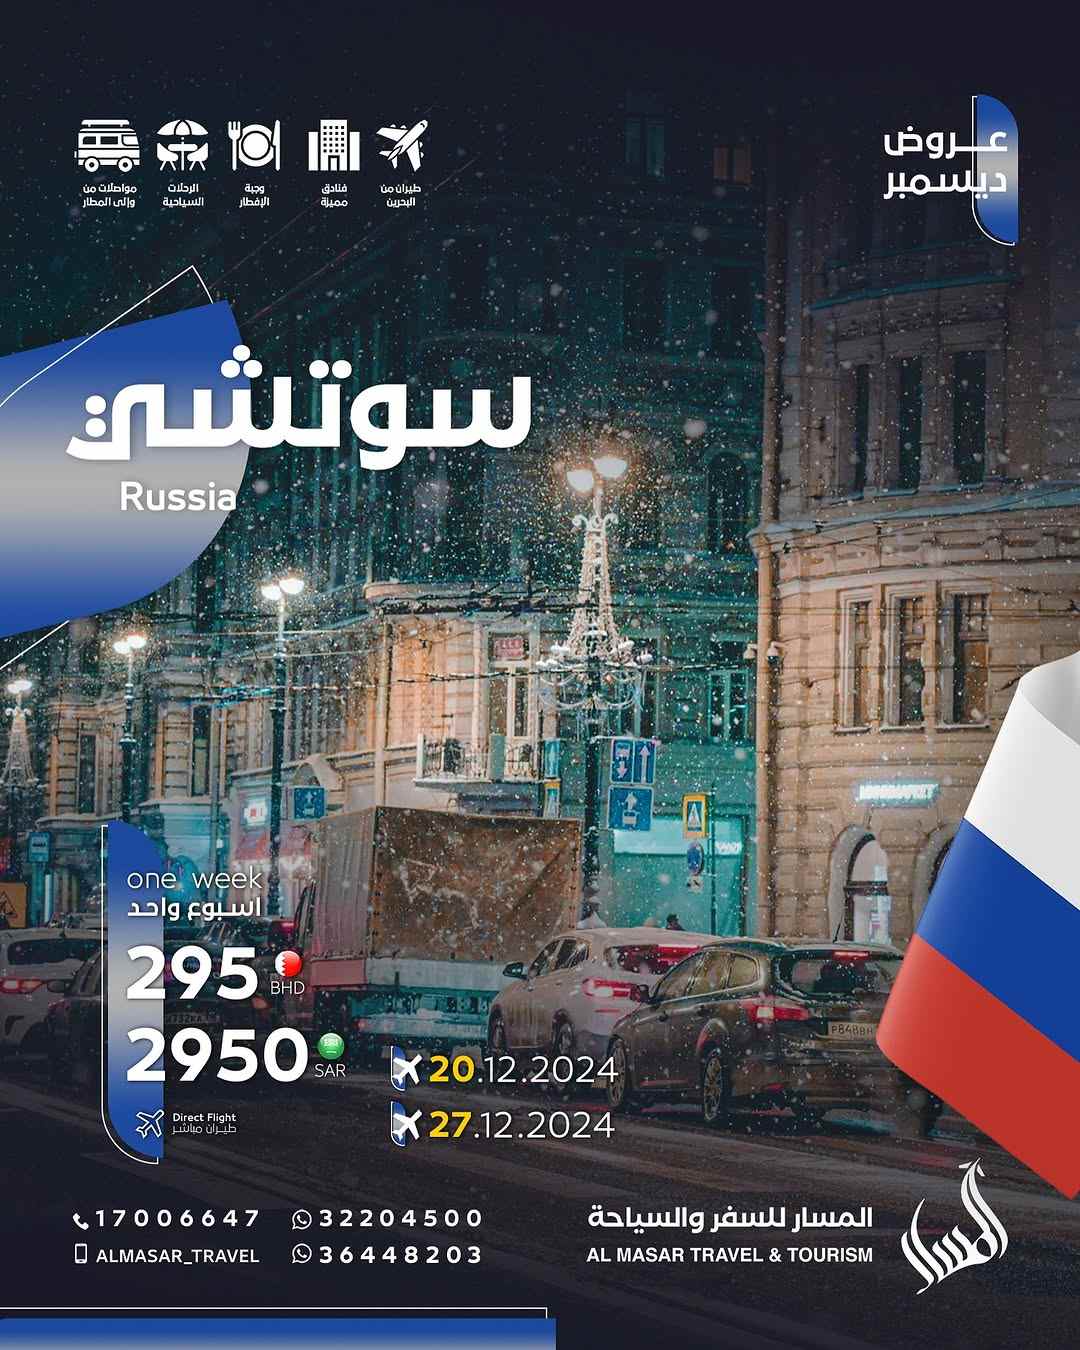 عـــروض
ديسمبر
طيران من
البحرين
فنادق
مميزة
وجبة
الإفطار
الرحلات
السياحية
مواصلات من
وإلى المطار
سوتشي
Russia
one week
اسبوع واحد
295 BHD
2950 SAR
Direct Flight
طيران مباشر
20.12.2024
27.12.2024
17006647
ALMASAR_TRAVEL
32204500
36448203
المسار للسفر والسياحة
AL MASAR TRAVEL & TOURISM
المسار